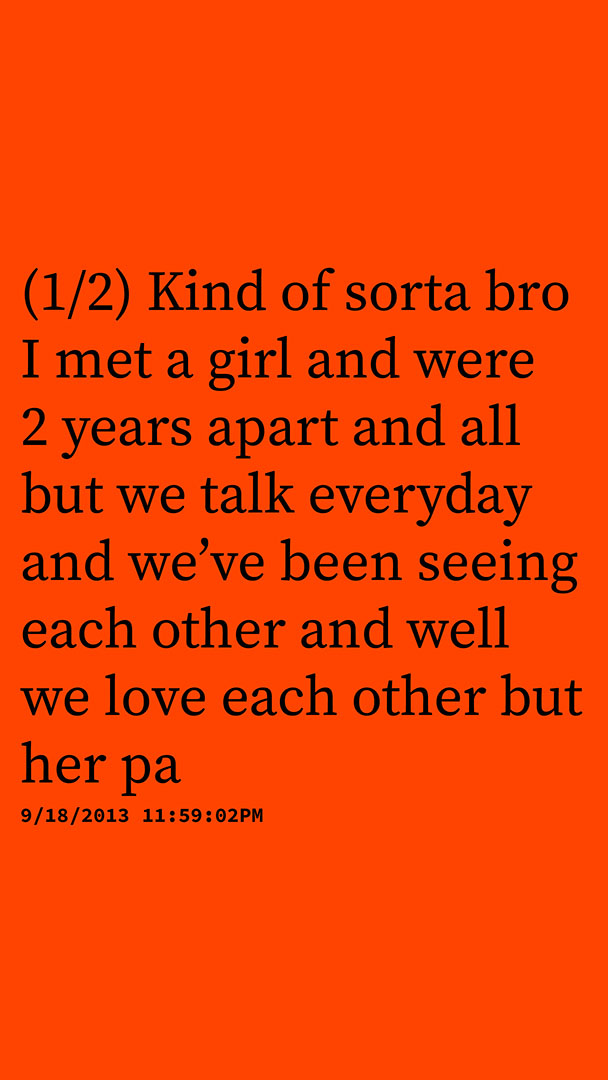 (1/2) Kind of sorta bro
I met a girl and were
2 years apart and all
but we talk everyday
and we’ve been seeing
each other and well
we love each other but
her pa
9/18/2013 11:59:02PM